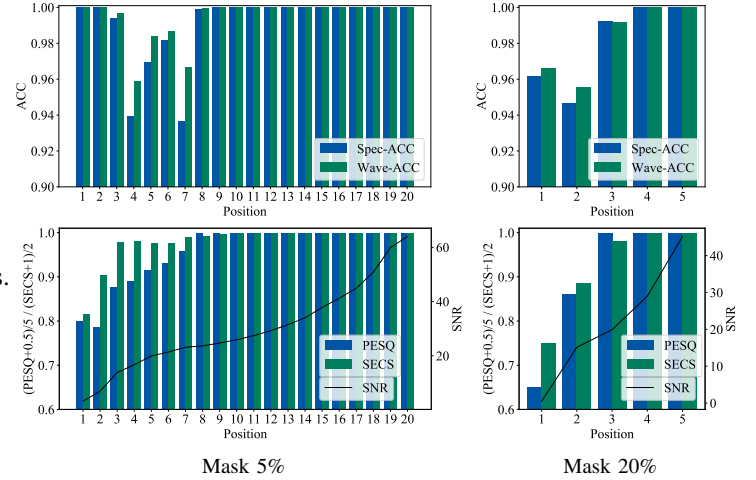 1.00
0.98
0.96
0.94
0.92
0.90
ACC
Spec-ACC
Wave-ACC
1 2 3 4 5 6 7 8 9 10 11 12 13 14 15 16 17 18 19 20
Position
1.00
0.98
0.96
0.94
0.92
0.90
ACC
Spec-ACC
Wave-ACC
1 2 3 4 5
Position
s.
1.0
0.9
0.8
0.7
0.6
(PESQ+0.5)/5 / (SECS+1)/2
60
40
20
SNR
PESQ
SECS
SNR
1 2 3 4 5 6 7 8 9 10 11 12 13 14 15 16 17 18 19 20
Position
1.0
0.9
0.8
0.7
0.6
(PESQ+0.5)/5 / (SECS+1)/2
40
30
20
10
0
SNR
PESQ
SECS
SNR
1 2 3 4 5
Position
Mask 5%
Mask 20%